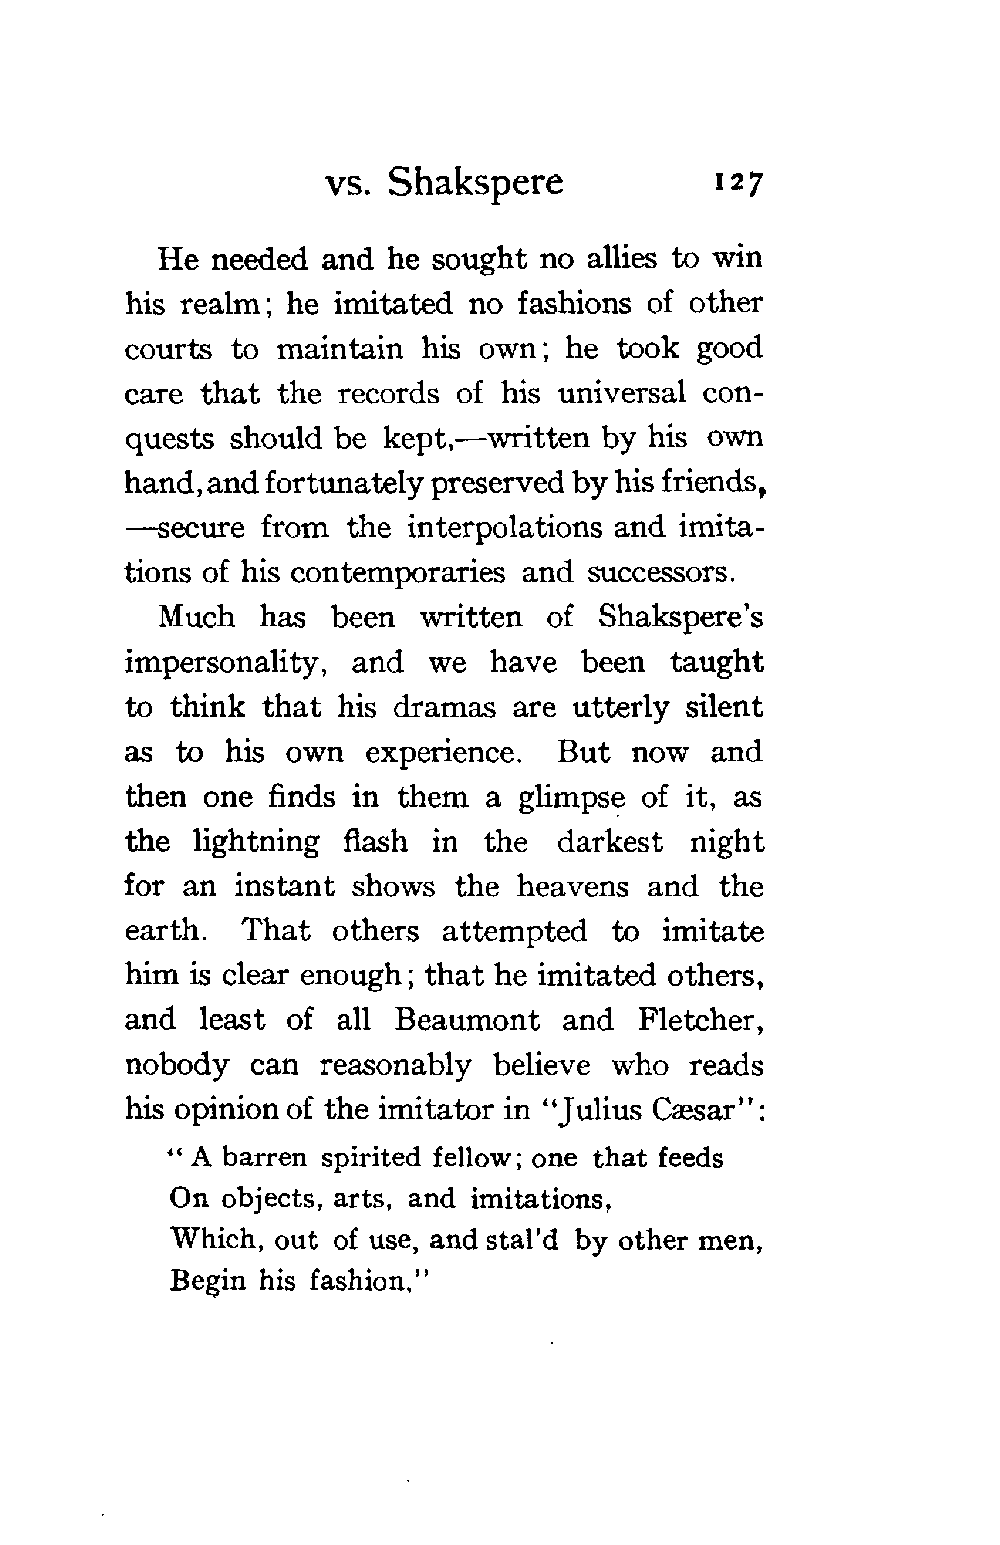 vs. Shakspere 127
He needed and he sought no allies to win
his realm; he imitated no fashions of other
courts to maintain his own; he took good
care that the records of his universal con-
quests should be kept,—written by his own
hand, and fortunately preserved by his friends,
—secure from the interpolations and imita-
tions of his contemporaries and successors.
Much has been written of Shakspere's
impersonality, and we have been taught
to think that his dramas are utterly silent
as to his own experience. But now and
then one finds in them a glimpse of it, as
the lightning flash in the darkest night
for an instant shows the heavens and the
earth. That others attempted to imitate
him is clear enough; that he imitated others,
and least of all Beaumont and Fletcher,
nobody can reasonably believe who reads
his opinion of the imitator in "Julius Cæsar":
"A barren spirited fellow; one that feeds
On objects, arts, and imitations,
Which, out of use, and stal'd by other men,
Begin his fashion,"